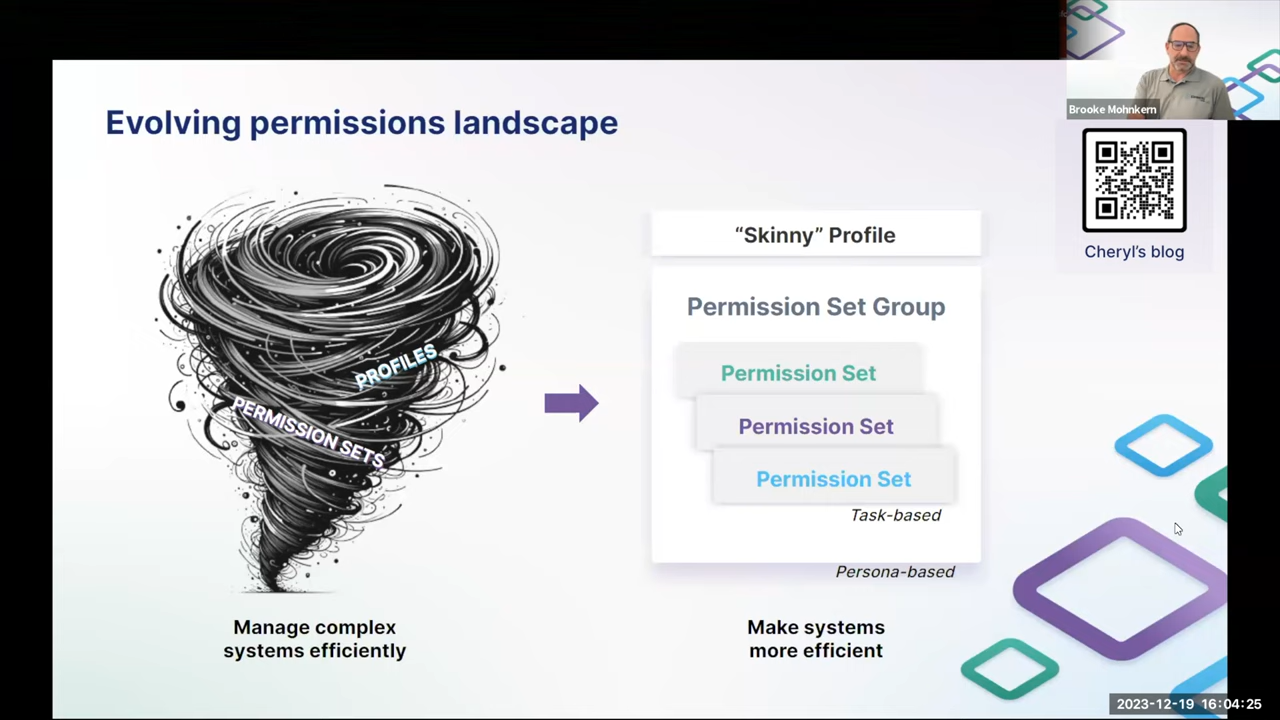 Evolving permissions landscape
Brooke Mohnkern
Cheryl’s blog
PROFILES
PERMISSION SETS
“Skinny” Profile
Permission Set Group
Permission Set
Permission Set
Permission Set
Task-based
Persona-based
Manage complex
systems efficiently
Make systems
more efficient
2023-12-19 16:04:25